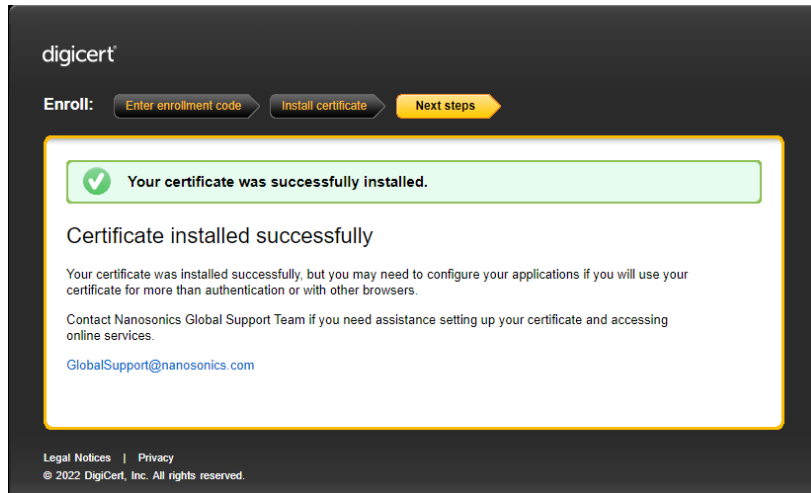 digicert®
Enroll:
Enter enrollment code
Install certificate
Next steps
Your certificate was successfully installed.
Certificate installed successfully
Your certificate was installed successfully, but you may need to configure your applications if you will use your
certificate for more than authentication or with other browsers.
Contact Nanosonics Global Support Team if you need assistance setting up your certificate and accessing
online services.
GlobalSupport@nanosonics.com
Legal Notices | Privacy
© 2022 DigiCert, Inc. All rights reserved.